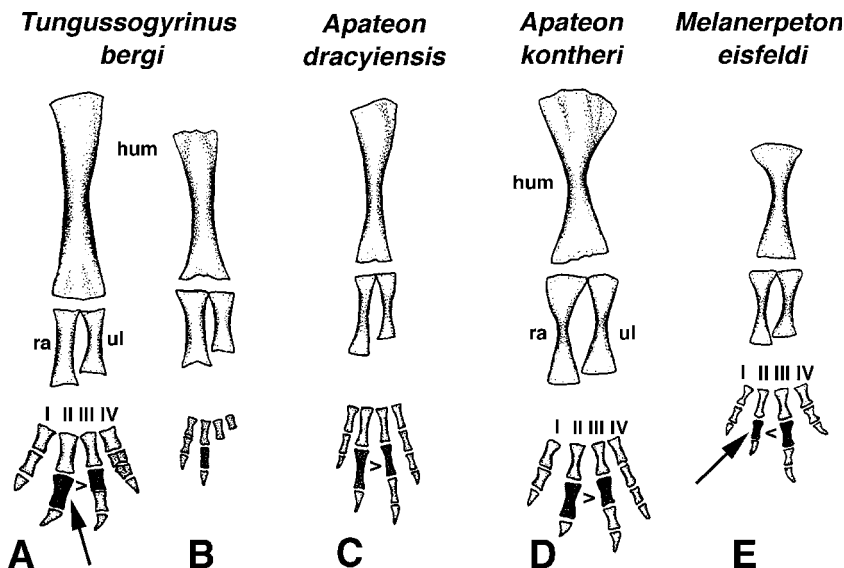 Tungussogyrinus
bergi
Apateon
dracyiensis
Apateon
kontheri
Melanerpeton
eisfeldi
hum
hum
ra
ul
ra
ul
I II III IV
I II III IV
I II III IV
>
>
>
<
A
B
C
D
E